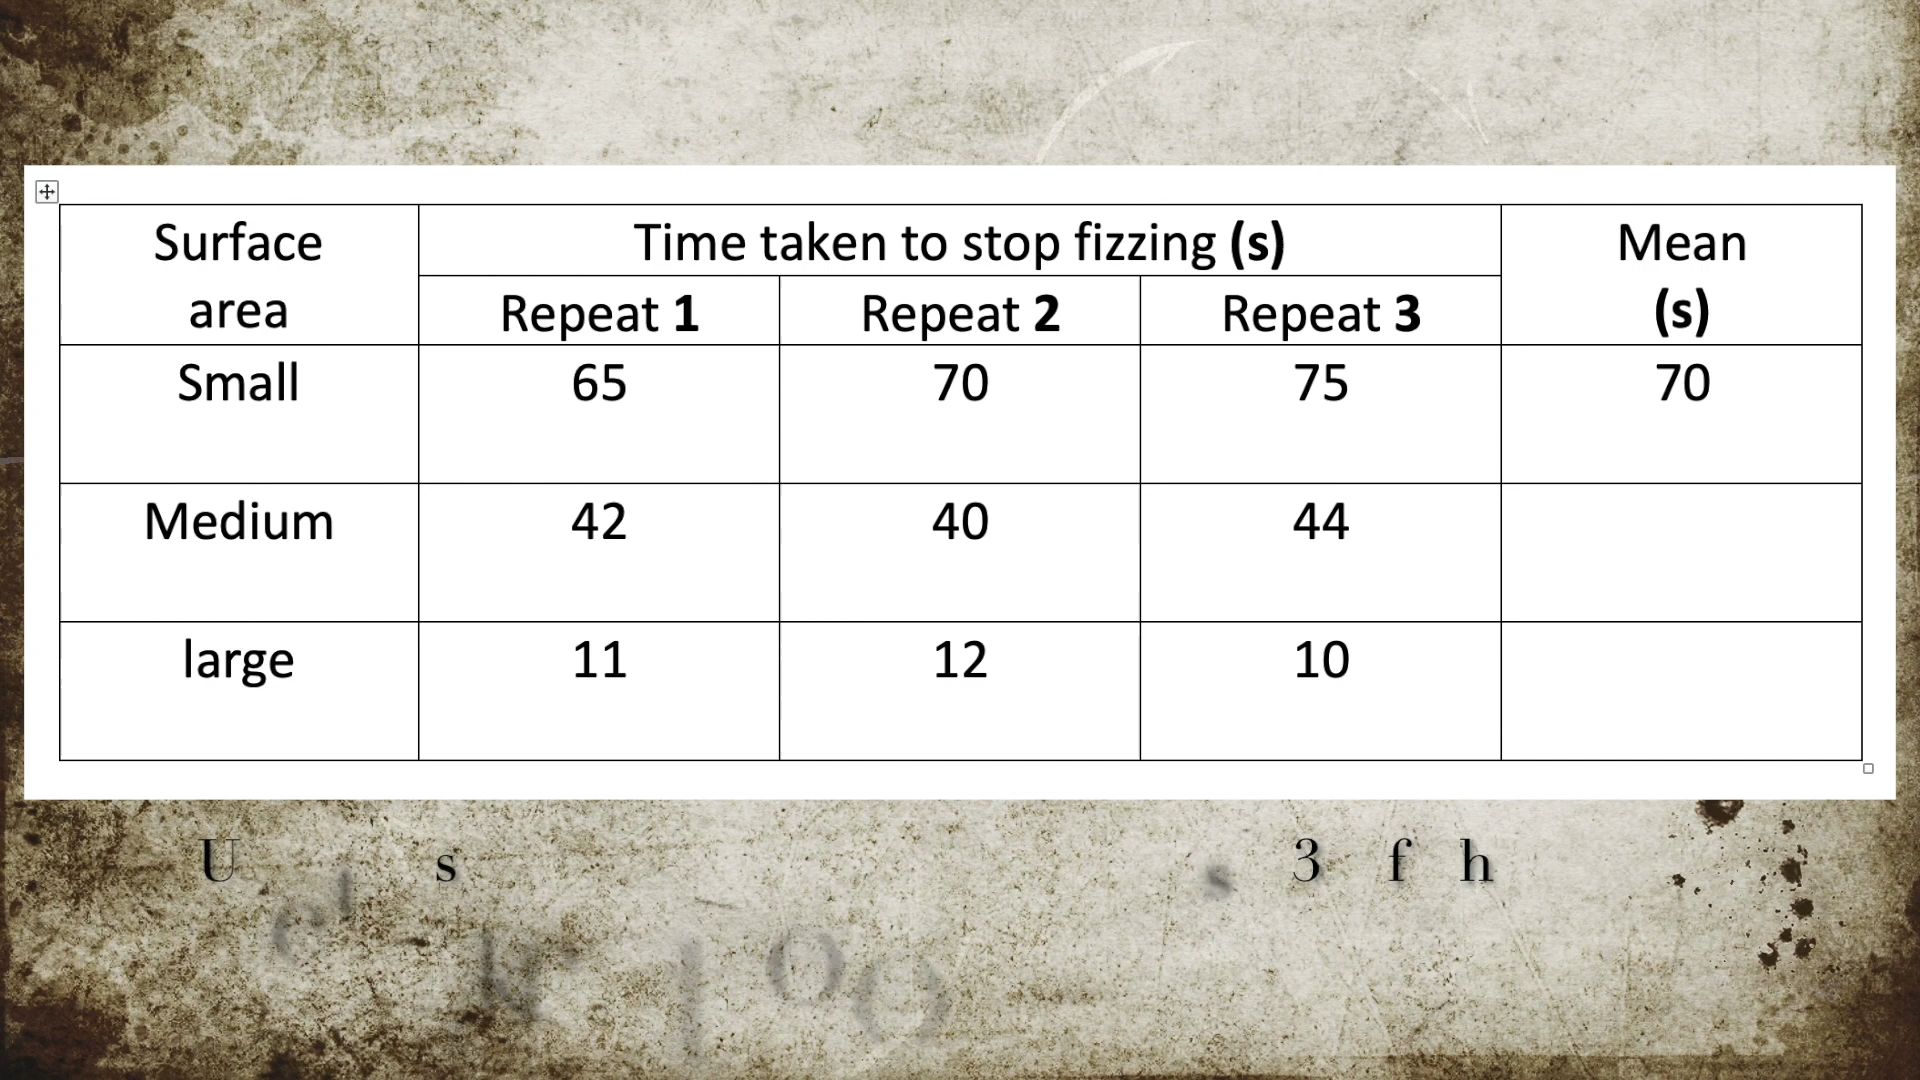 Surface area Time taken to stop fizzing (s) Mean (s)
Repeat 1 Repeat 2 Repeat 3
Small 65 70 75 70
Medium 42 40 44
large 11 12 10